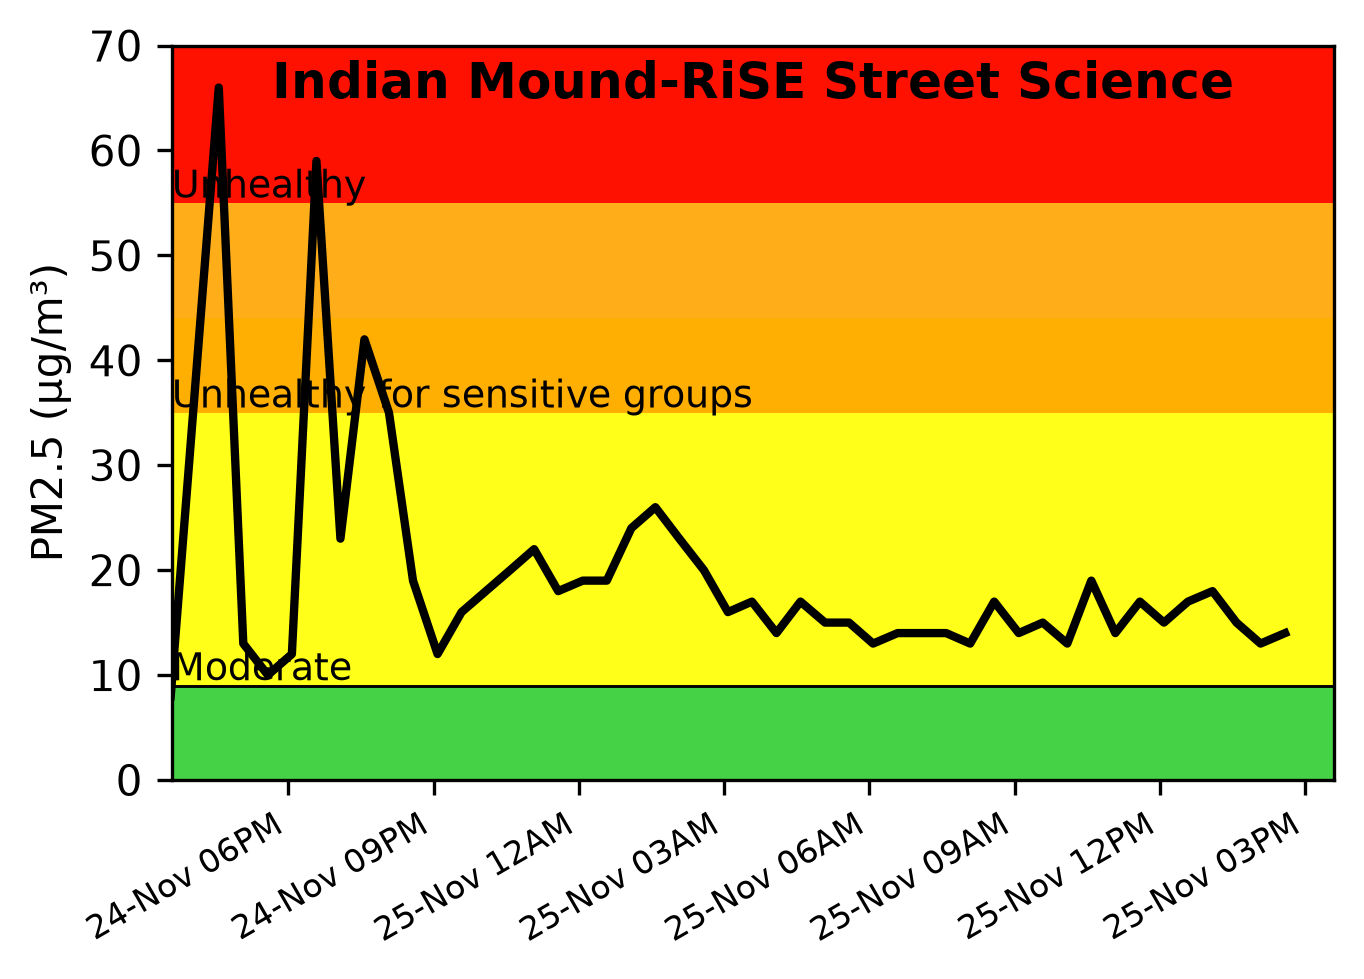 Indian Mound-RiSE Street Science
70
60
50
40
30
20
10
0
PM2.5 (µg/m³)
Unhealthy
Unhealthy for sensitive groups
Moderate
24-Nov 06PM
24-Nov 09PM
25-Nov 12AM
25-Nov 03AM
25-Nov 06AM
25-Nov 09AM
25-Nov 12PM
25-Nov 03PM